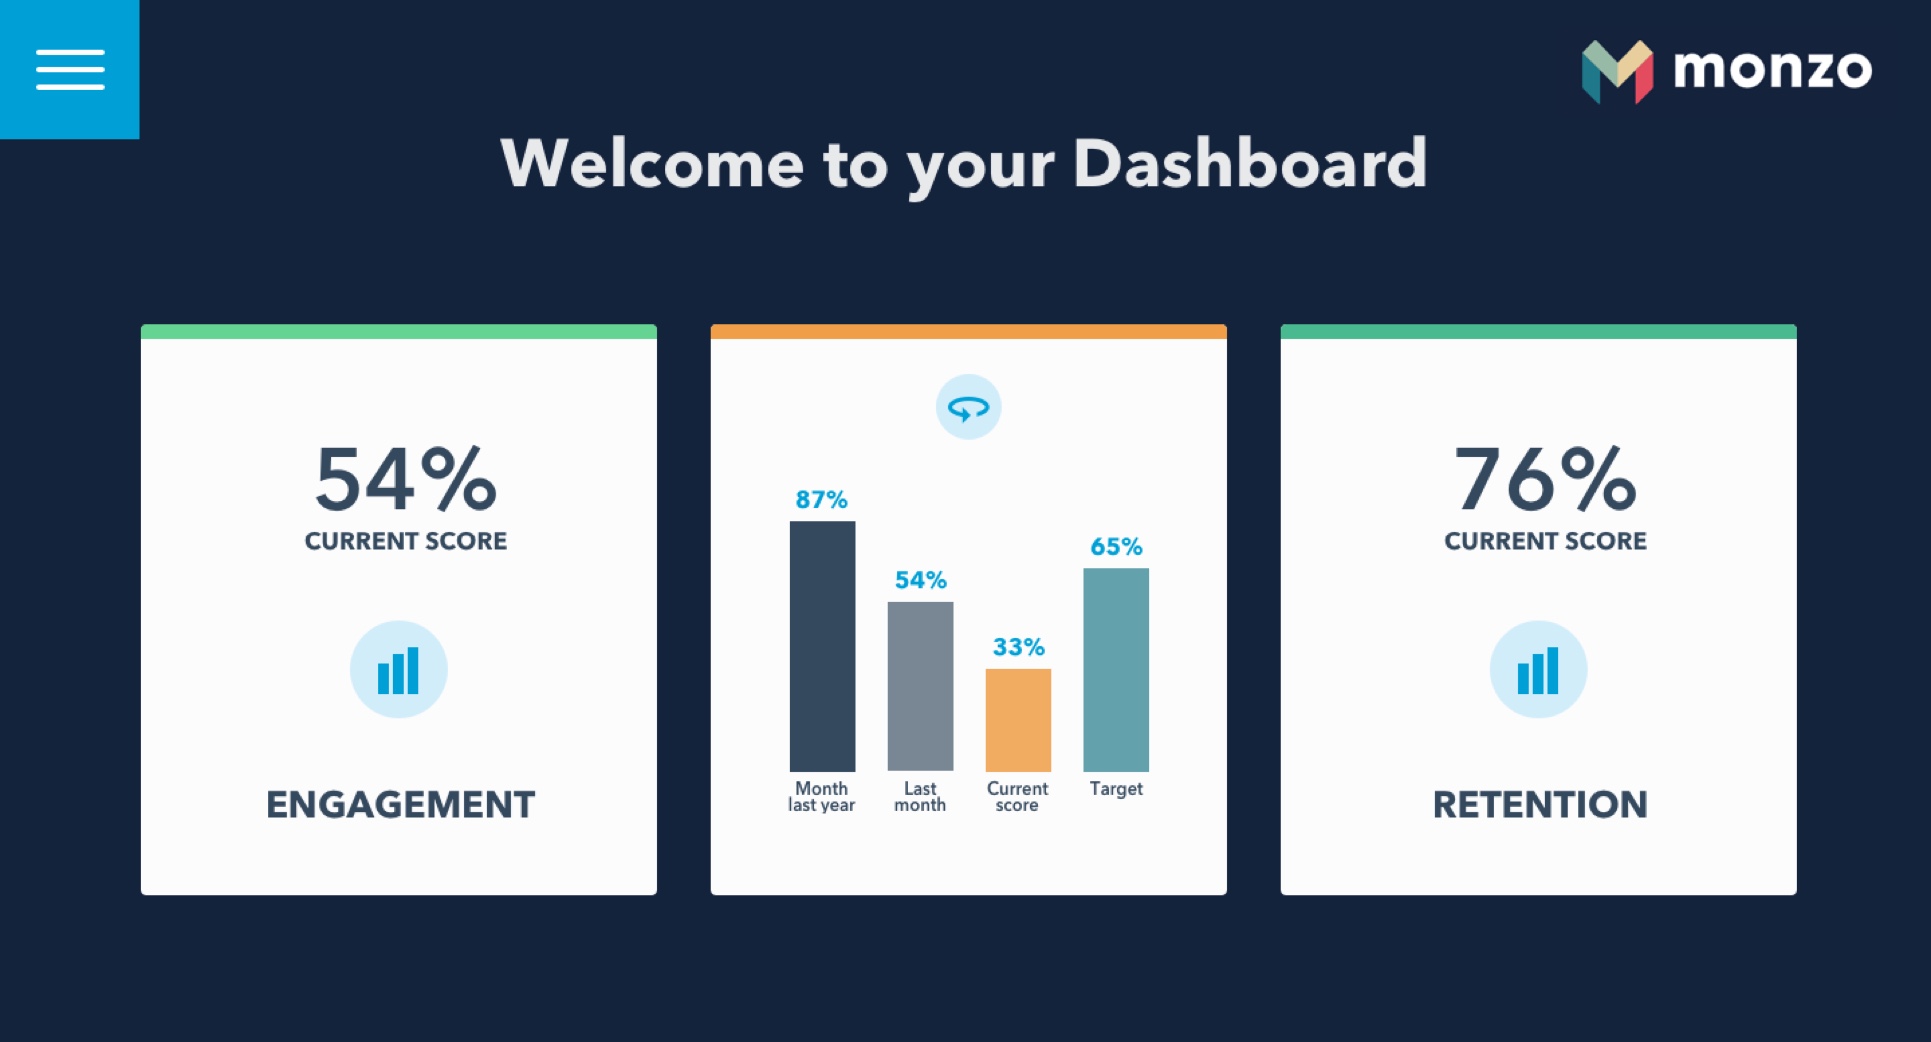 monzo
Welcome to your Dashboard
54%
CURRENT SCORE
ENGAGEMENT
87%
54%
33%
65%
Month
last year
Last
month
Current
score
Target
76%
CURRENT SCORE
RETENTION